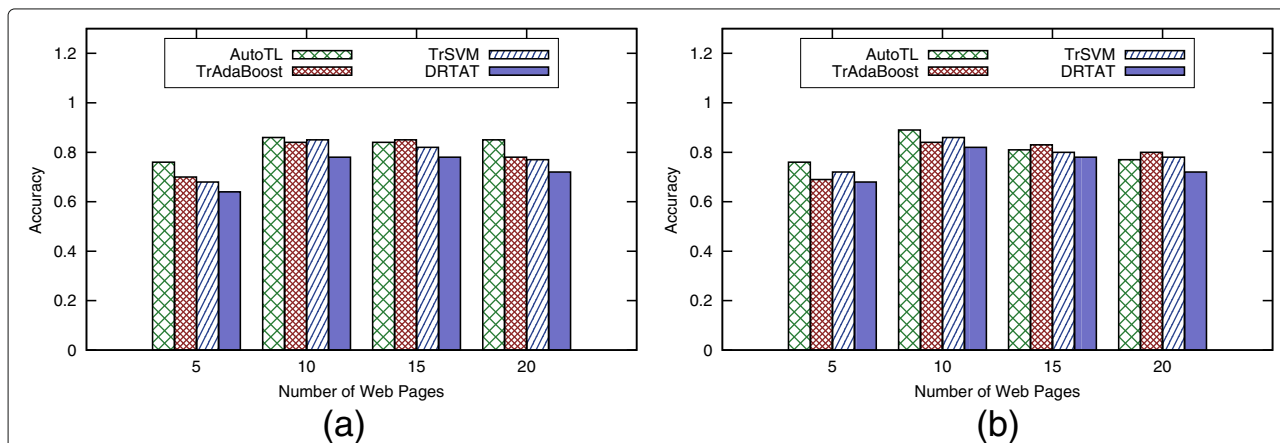 1.2
1
0.8
0.6
0.4
0.2
0
Accuracy
AutoTL
TrAdaBoost
TrSVM
DRTAT
5 10 15 20
Number of Web Pages
(a)
1.2
1
0.8
0.6
0.4
0.2
0
Accuracy
AutoTL
TrAdaBoost
TrSVM
DRTAT
5 10 15 20
Number of Web Pages
(b)